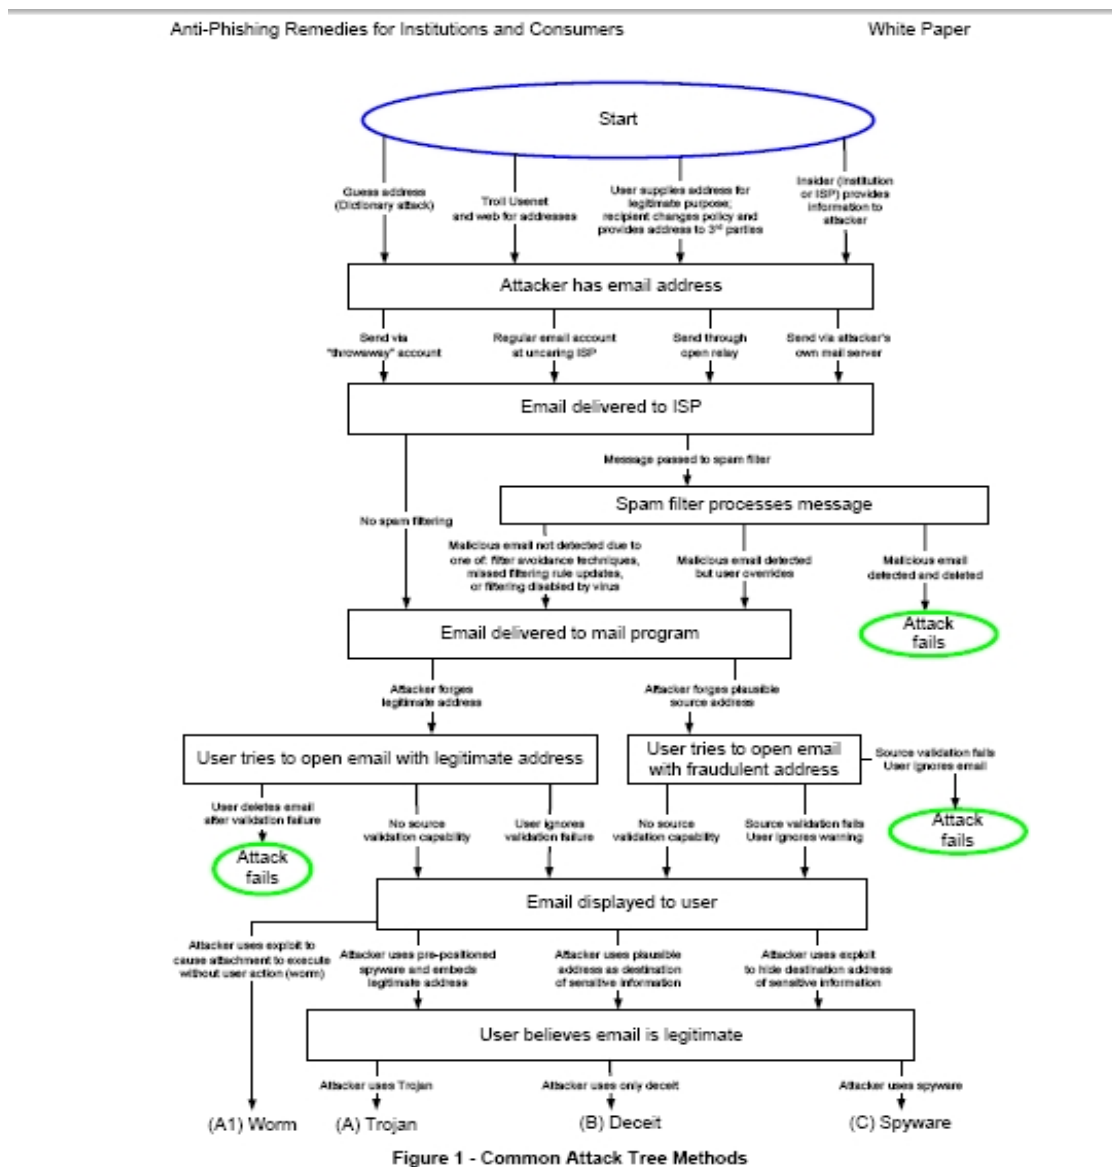 Anti-Phishing Remedies for Institutions and Consumers White Paper
Start
Guess address
(Dictionary attack)
Troll Usenet
and web for addresses
User supplies address for
legitimate purpose;
recipient changes policy and
provides address to 3rd parties
Insider (institution
or ISP) provides
information to
attacker
Attacker has email address
Send via
"throwaway" account
Regular email account
at uncaring ISP
Send through
open relay
Send via attacker's
own mail server
Email delivered to ISP
Message passed to spam filter
Spam filter processes message
No spam filtering
Malicious email not detected due to
one of: filter avoidance techniques,
missed filtering rule updates,
or filtering disabled by virus
Malicious email detected
but user overrides
Malicious email
detected and deleted
Attack
fails
Email delivered to mail program
Attacker forges
legitimate address
Attacker forges plausible
source address
User tries to open email with legitimate address
User tries to open email
with fraudulent address
Source validation fails
User ignores email
Attack
fails
User deletes email
after validation failure
Attack
fails
No source
validation capability
User ignores
validation failure
No source
validation capability
Source validation fails
User ignores warning
Email displayed to user
Attacker uses exploit to
cause attachment to execute
without user action (worm)
Attacker uses pre-positioned
spyware and embeds
legitimate address
Attacker uses plausible
address as destination
of sensitive information
Attacker uses exploit
to hide destination address
of sensitive information
User believes email is legitimate
Attacker uses Trojan
Attacker uses only deceit
Attacker uses spyware
(A1) Worm
(A) Trojan
(B) Deceit
(C) Spyware
Figure 1 - Common Attack Tree Methods